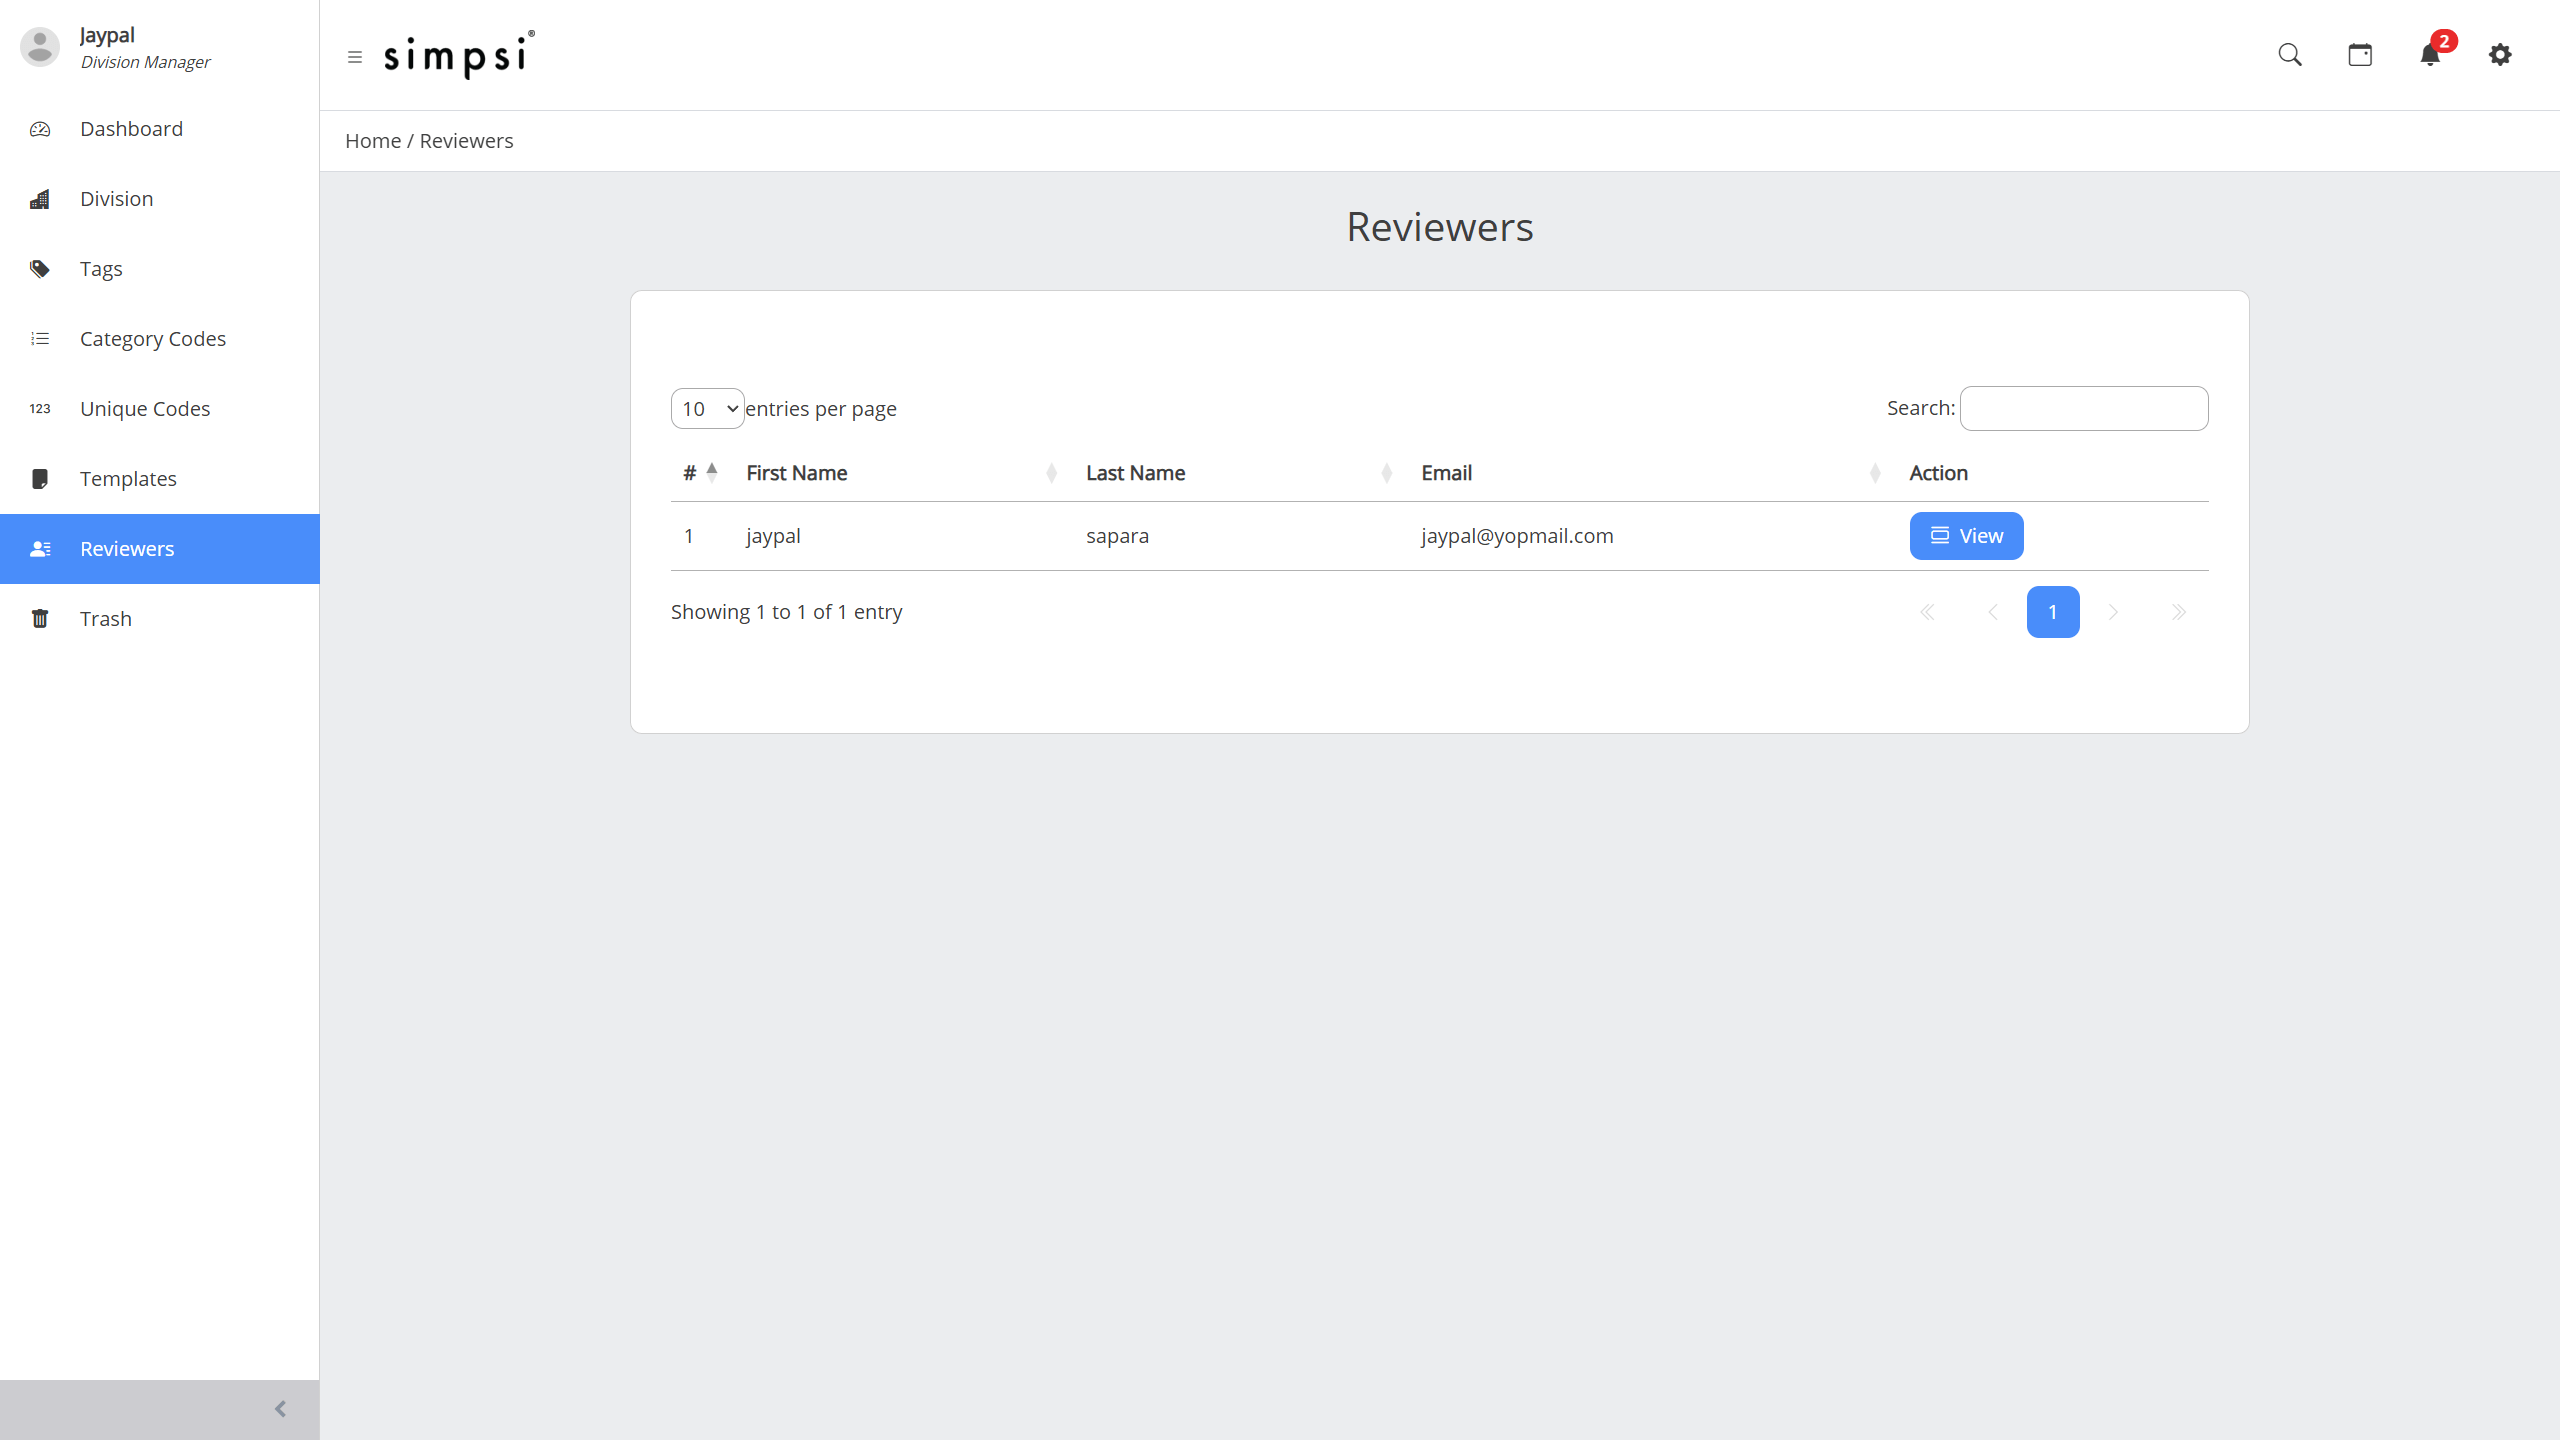 Jaypal
Division Manager
Dashboard
Division
Tags
Category Codes
123 Unique Codes
Templates
Reviewers
Trash
simpsi®
2
Home / Reviewers
Reviewers
10 entries per page
Search:
# First Name Last Name Email Action
1 jaypal sapara jaypal@yopmail.com View
Showing 1 to 1 of 1 entry
1